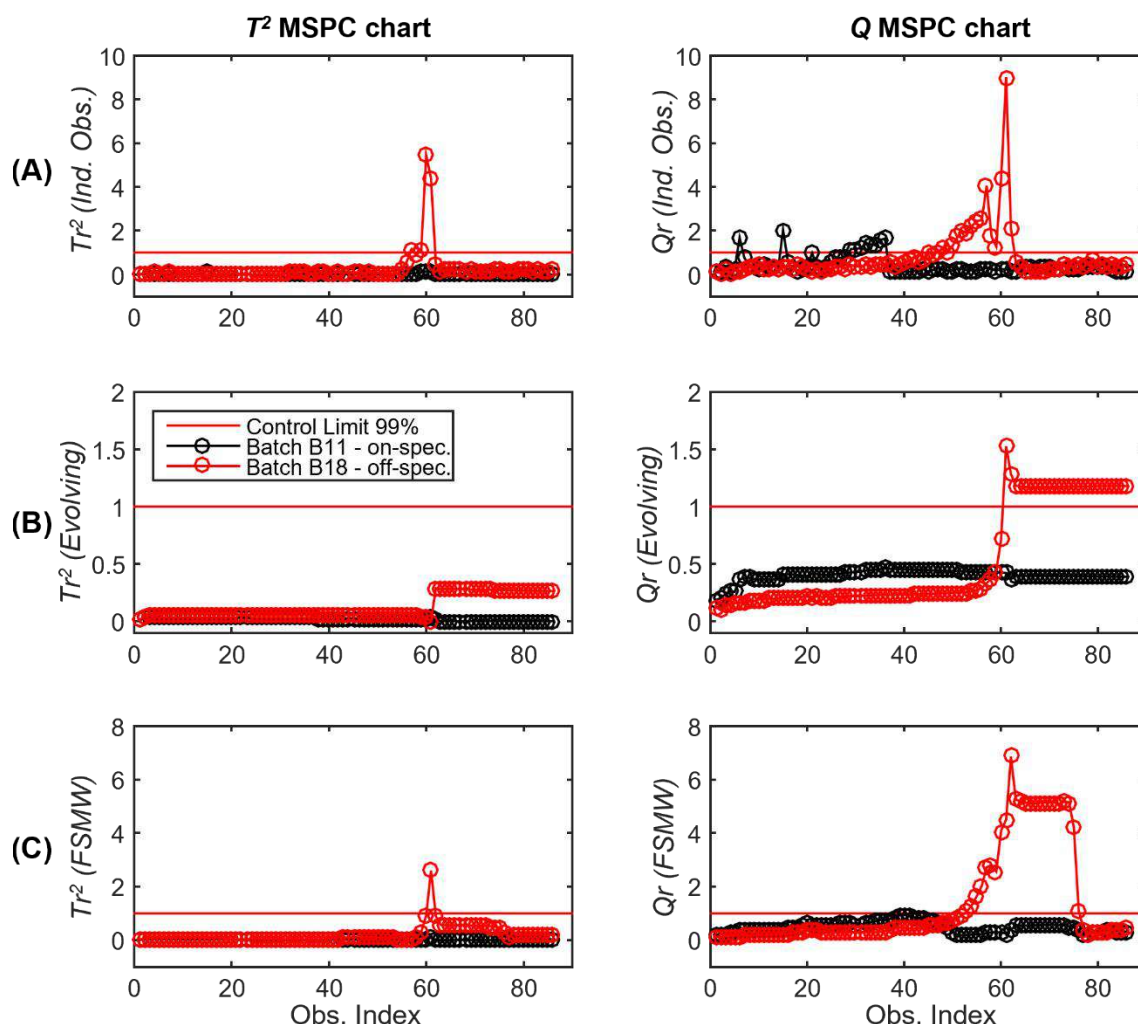 T² MSPC chart
Q MSPC chart
(A)
Tr² (Ind. Obs.)
10
8
6
4
2
0
0 20 40 60 80
Qr (Ind. Obs.)
10
8
6
4
2
0
0 20 40 60 80
(B)
Tr² (Evolving)
2
1.5
1
0.5
0
Control Limit 99%
Batch B11 - on-spec.
Batch B18 - off-spec.
0 20 40 60 80
Qr (Evolving)
2
1.5
1
0.5
0
0 20 40 60 80
(C)
Tr² (FSMW)
8
6
4
2
0
0 20 40 60 80
Obs. Index
Qr (FSMW)
8
6
4
2
0
0 20 40 60 80
Obs. Index